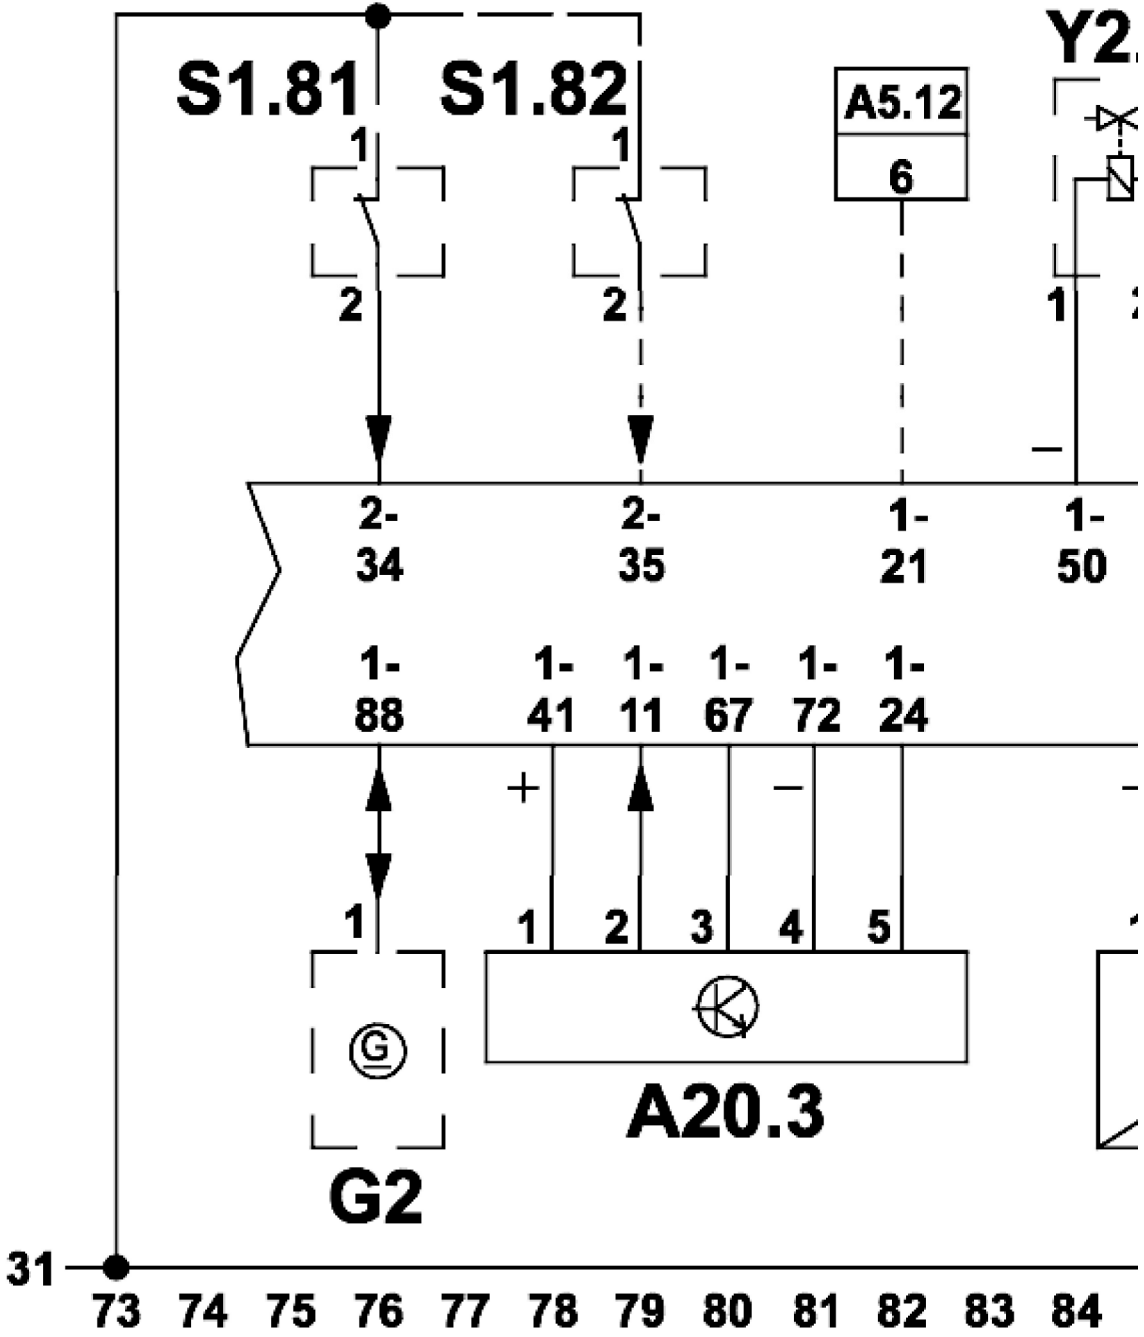 Y2.
S1.81 S1.82
A5.12
1 1
6
2 2 1
–
2- 2- 1- 1-
34 35 21 50
1- 1- 1- 1- 1- 1-
88 41 11 67 72 24
+ – –
1 1 2 3 4 5
G
A20.3
G2
31
73 74 75 76 77 78 79 80 81 82 83 84